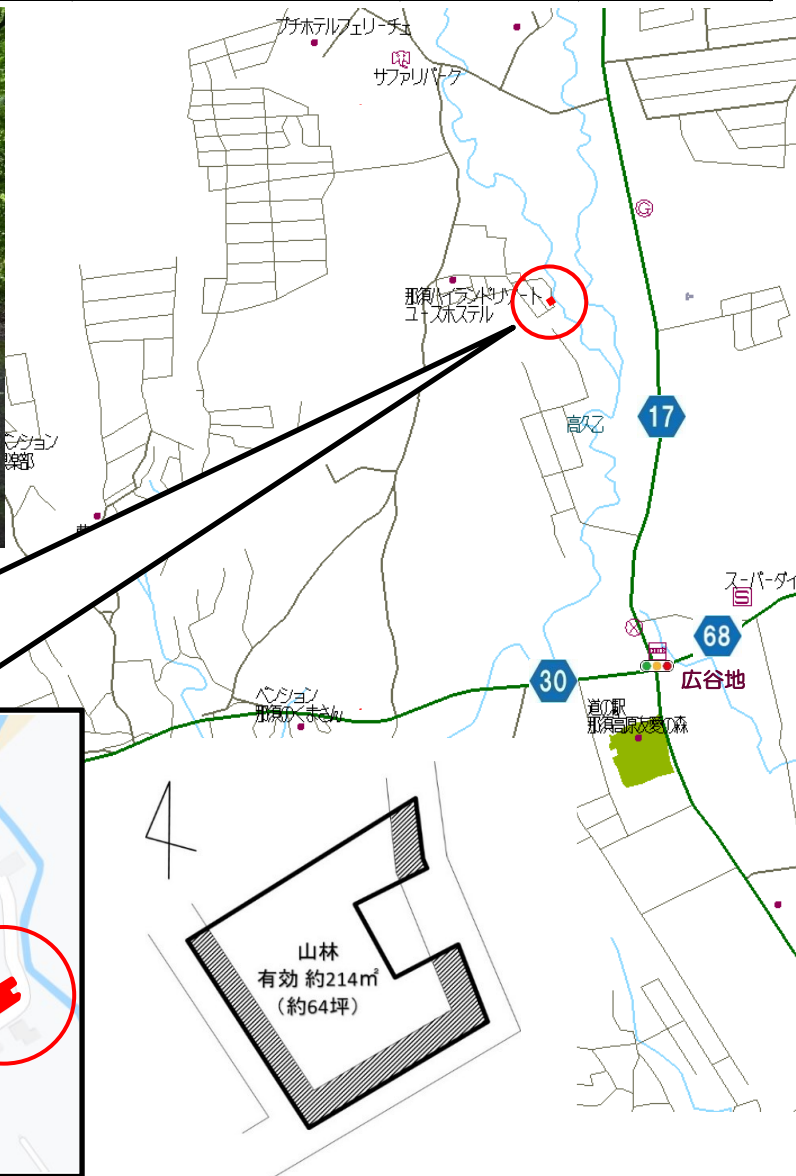 プチホテルフェリーチェ
サファリパーク
G
那須ハイランドリゾート
ユースホステル
17
高久乙
ペンション
倶楽部
スーパーダイ
S
68
30
広谷地
ペンション
那須のくまさん
道の駅
那須高原友愛の森
山林
有効 約214㎡
(約64坪)